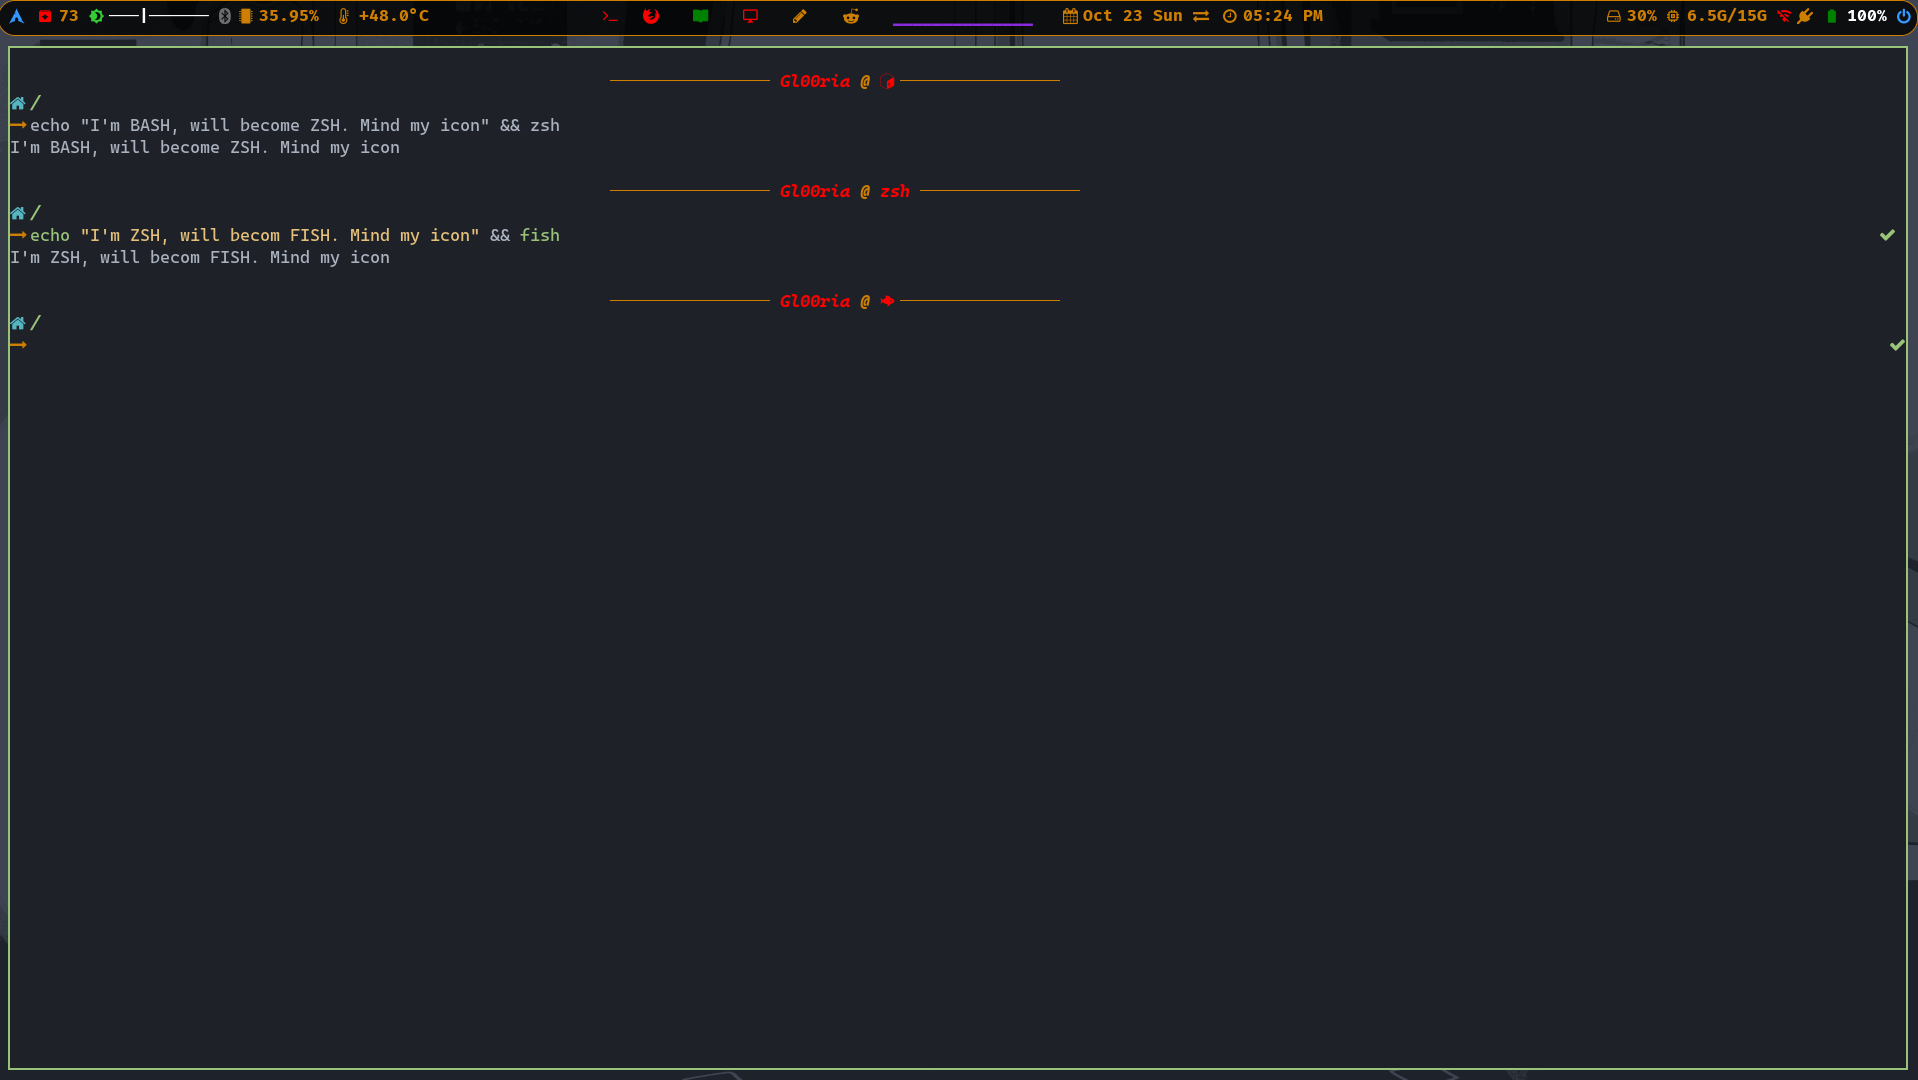 73 35.95% +48.0°C >_ Oct 23 Sun 05:24 PM 30% 6.5G/15G 100%
Gl00ria @
/
echo "I'm BASH, will become ZSH. Mind my icon" && zsh
I'm BASH, will become ZSH. Mind my icon
Gl00ria @ zsh
/
echo "I'm ZSH, will becom FISH. Mind my icon" && fish
I'm ZSH, will becom FISH. Mind my icon
Gl00ria @
/